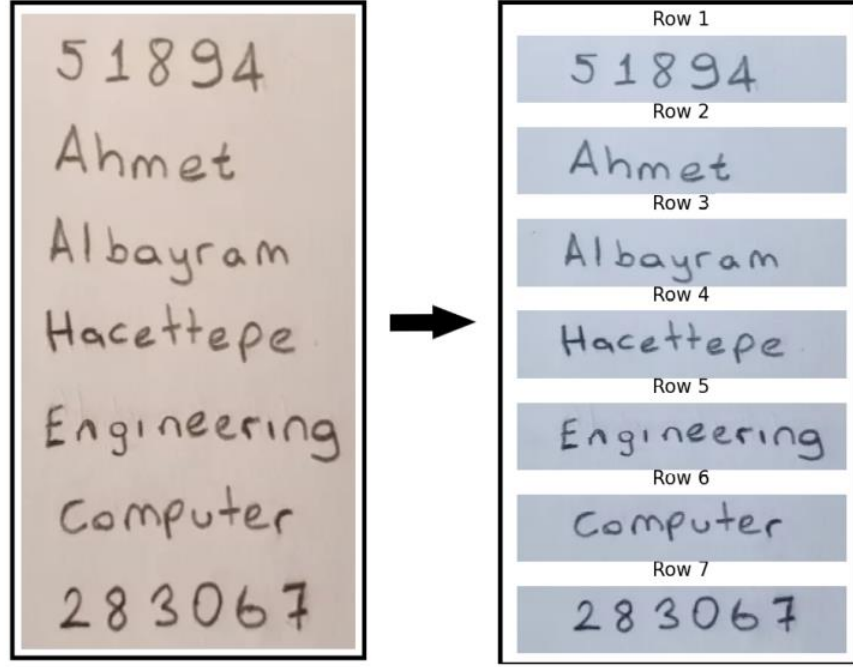 51894
Ahmet
Albayram
Hacettepe
Engineering
Computer
283067
Row 1
51894
Row 2
Ahmet
Row 3
Albayram
Row 4
Hacettepe
Row 5
Engineering
Row 6
Computer
Row 7
283067